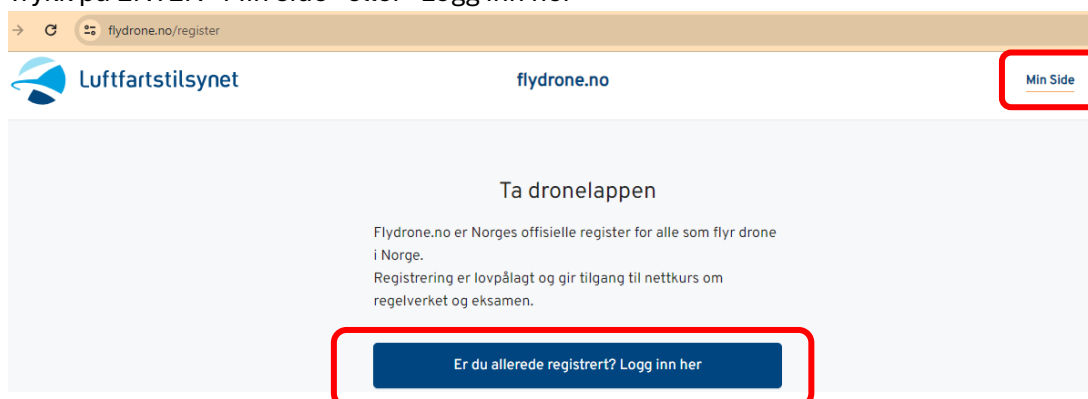 flydrone.no/register
Luftfartstilsynet
flydrone.no
Min Side
Ta dronelappen
Flydrone.no er Norges offisielle register for alle som flyr drone
i Norge.
Registrering er lovpålagt og gir tilgang til nettkurs om
regelverket og eksamen.
Er du allerede registrert? Logg inn her